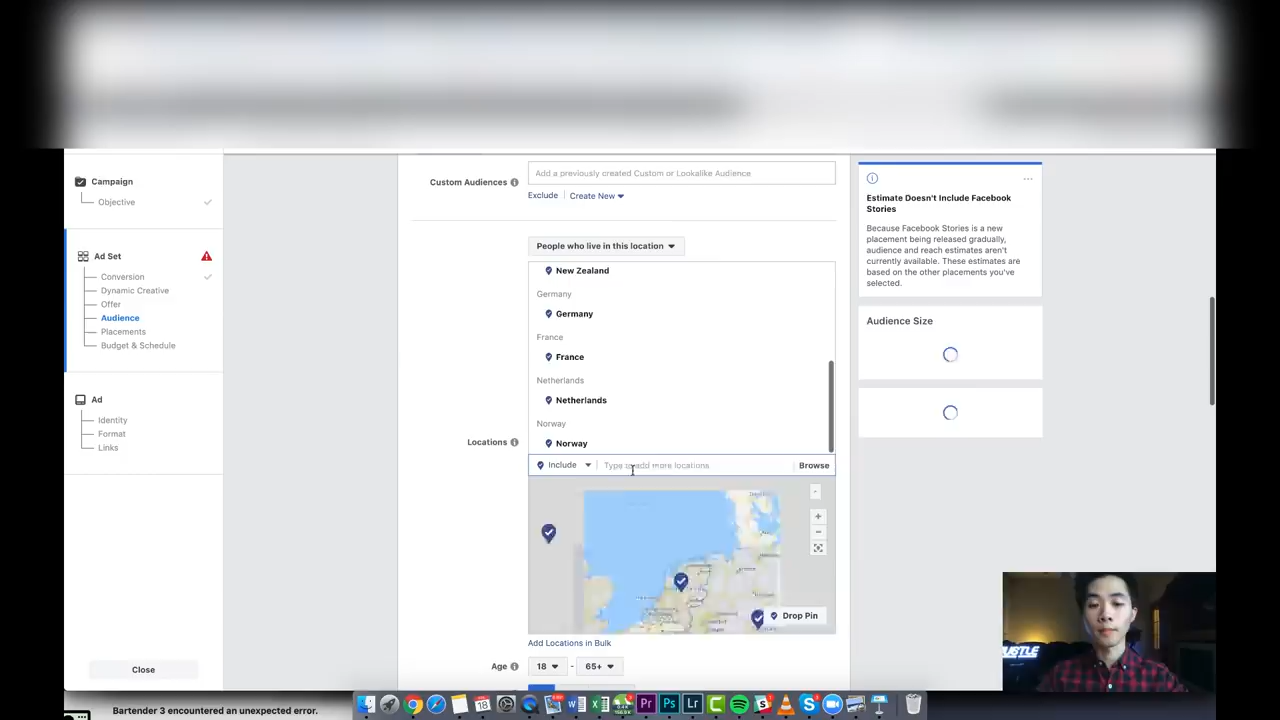 Custom Audiences
Add a previously created Custom or Lookalike Audience
Exclude
Create New
Campaign
Objective
Ad Set
Conversion
Dynamic Creative
Offer
Audience
Placements
Budget & Schedule
Ad
Identity
Format
Links
Close
People who live in this location
New Zealand
Germany
Germany
France
France
Netherlands
Netherlands
Norway
Norway
Locations
Include
Type to add more locations
Browse
Drop Pin
Add Locations in Bulk
Age
18
-
65+
Estimate Doesn't Include Facebook
Stories
Because Facebook Stories is a new
placement being released gradually,
audience and reach estimates aren't
currently available. These estimates are
based on the other placements you've
selected.
Audience Size
Pr
Ps
Lr
18
Bartender 3 encountered an unexpected error.